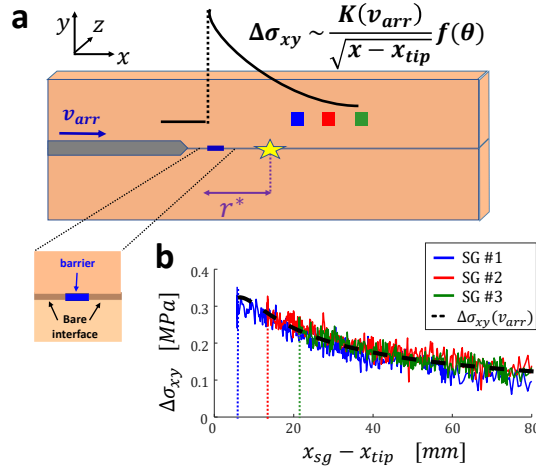 a
y
z
x
Δσxy ~ K(varr) / √(x − xtip) f(θ)
varr
r*
barrier
Bare
interface
b
SG #1
SG #2
SG #3
Δσxy(varr)
Δσxy [MPa]
0.4
0.3
0.2
0.1
0
0 20 40 60 80
xsg − xtip [mm]